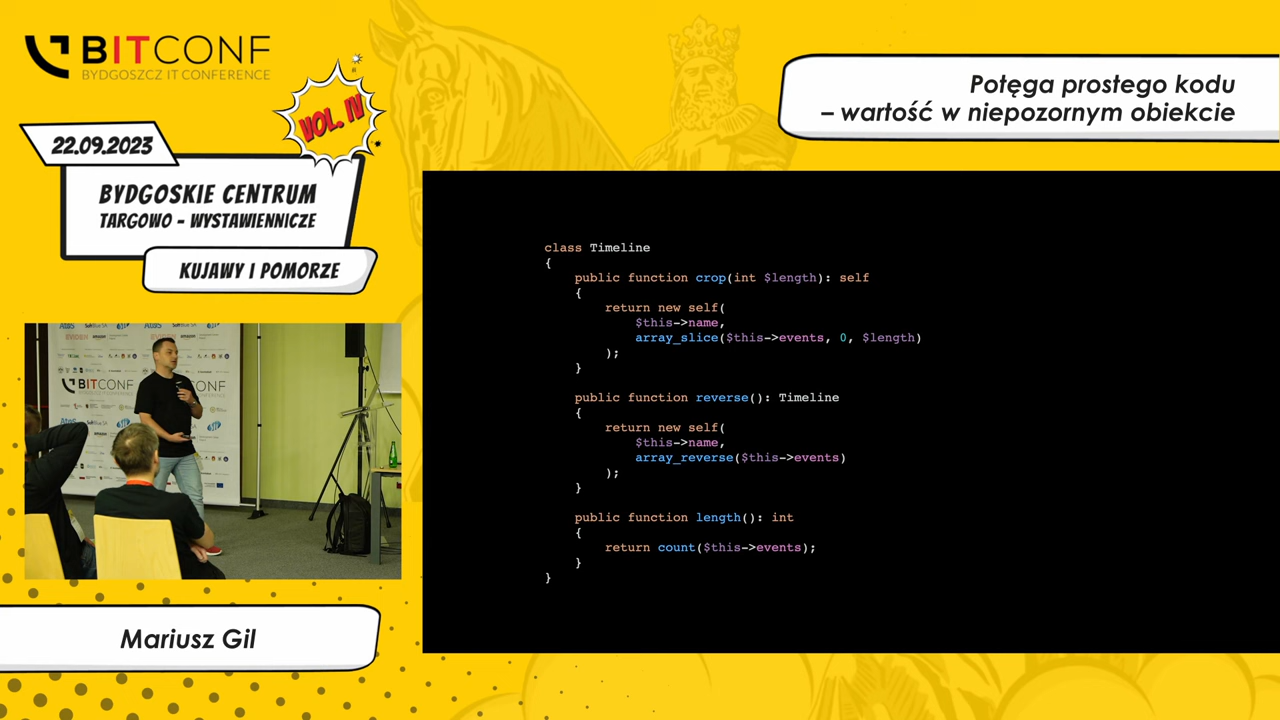 BITCONF
BYDGOSZCZ IT CONFERENCE
VOL. IV
22.09.2023
BYDGOSKIE CENTRUM
TARGOWO - WYSTAWIENNICZE
KUJAWY I POMORZE
Potęga prostego kodu
– wartość w niepozornym obiekcie
class Timeline
{
    public function crop(int $length): self
    {
        return new self(
            $this->name,
            array_slice($this->events, 0, $length)
        );
    }
    public function reverse(): Timeline
    {
        return new self(
            $this->name,
            array_reverse($this->events)
        );
    }
    public function length(): int
    {
        return count($this->events);
    }
}
BITCONF
Mariusz Gil